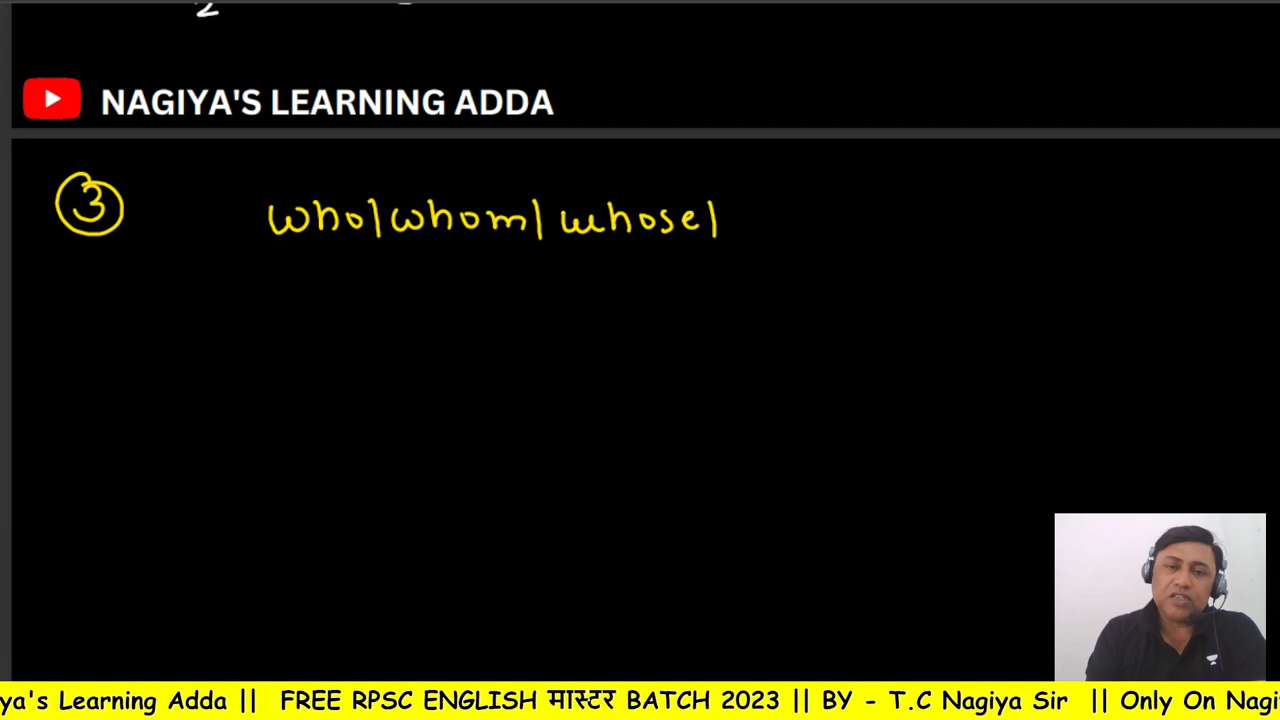 2
NAGIYA'S LEARNING ADDA
3 who|whom|whose|
ya's Learning Adda || FREE RPSC ENGLISH मास्टर BATCH 2023 || BY - T.C Nagiya Sir || Only On Nagi